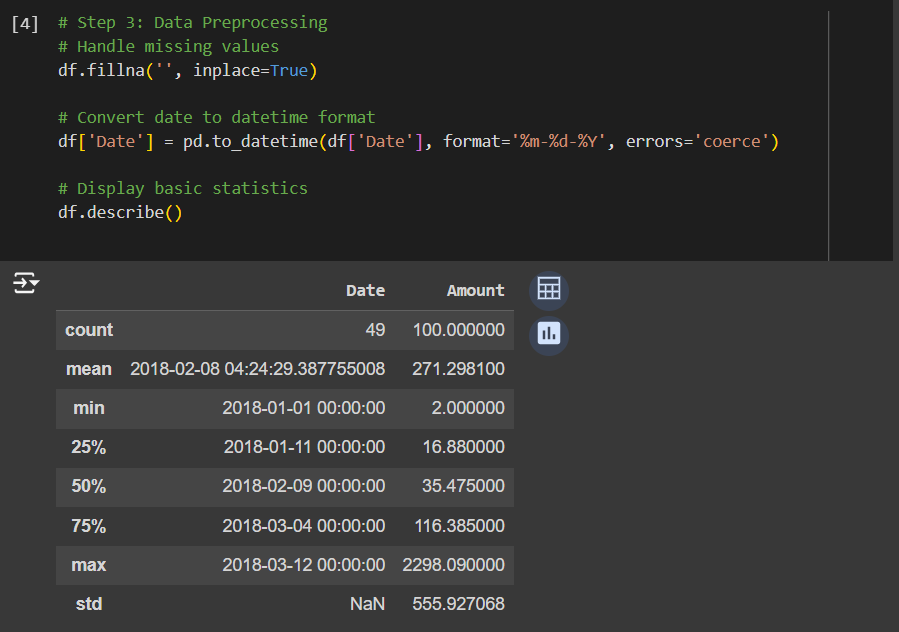 [4] # Step 3: Data Preprocessing
# Handle missing values
df.fillna('', inplace=True)
# Convert date to datetime format
df['Date'] = pd.to_datetime(df['Date'], format='%m-%d-%Y', errors='coerce')
# Display basic statistics
df.describe()
Date Amount
count 49 100.000000
mean 2018-02-08 04:24:29.387755008 271.298100
min 2018-01-01 00:00:00 2.000000
25% 2018-01-11 00:00:00 16.880000
50% 2018-02-09 00:00:00 35.475000
75% 2018-03-04 00:00:00 116.385000
max 2018-03-12 00:00:00 2298.090000
std NaN 555.927068